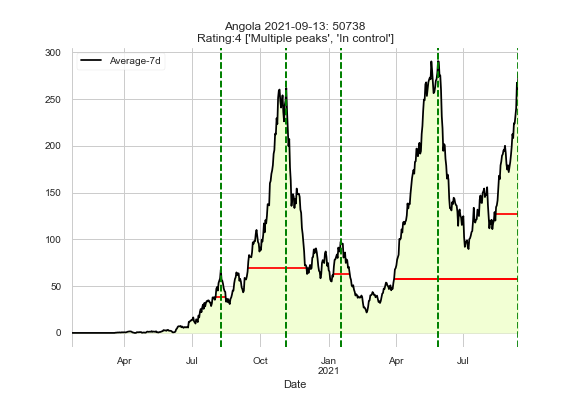 Angola 2021-09-13: 50738
Rating:4 ['Multiple peaks', 'In control']
Average-7d
300
250
200
150
100
50
0
Apr
Jul
Oct
Jan
2021
Apr
Jul
Date